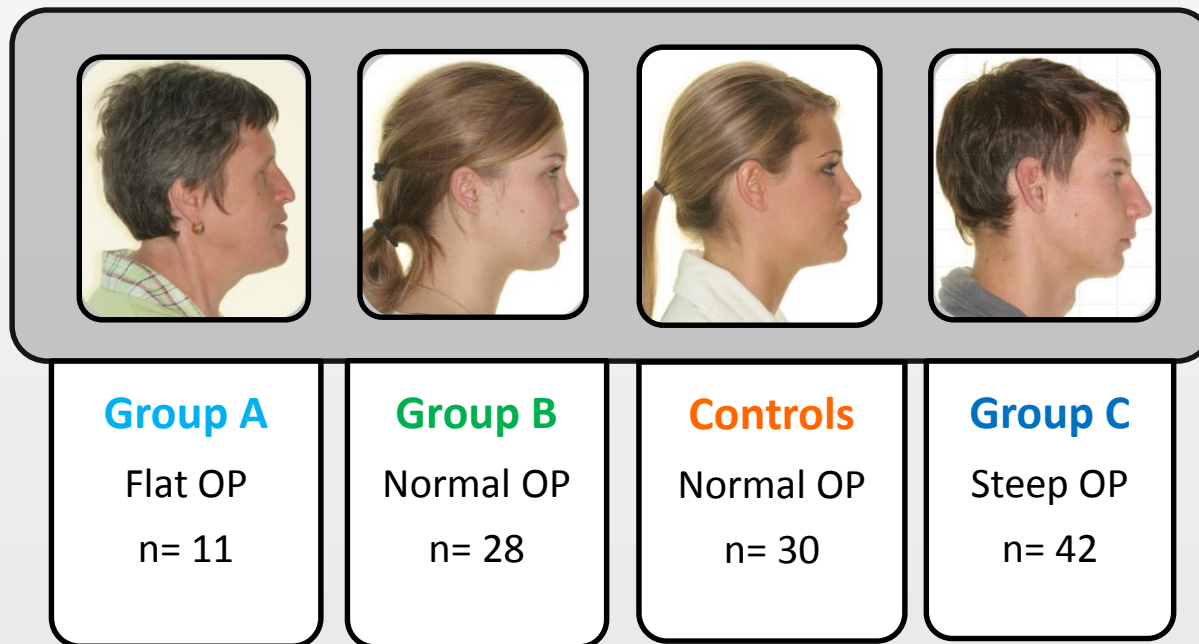 Group A
Flat OP
n= 11
Group B
Normal OP
n= 28
Controls
Normal OP
n= 30
Group C
Steep OP
n= 42